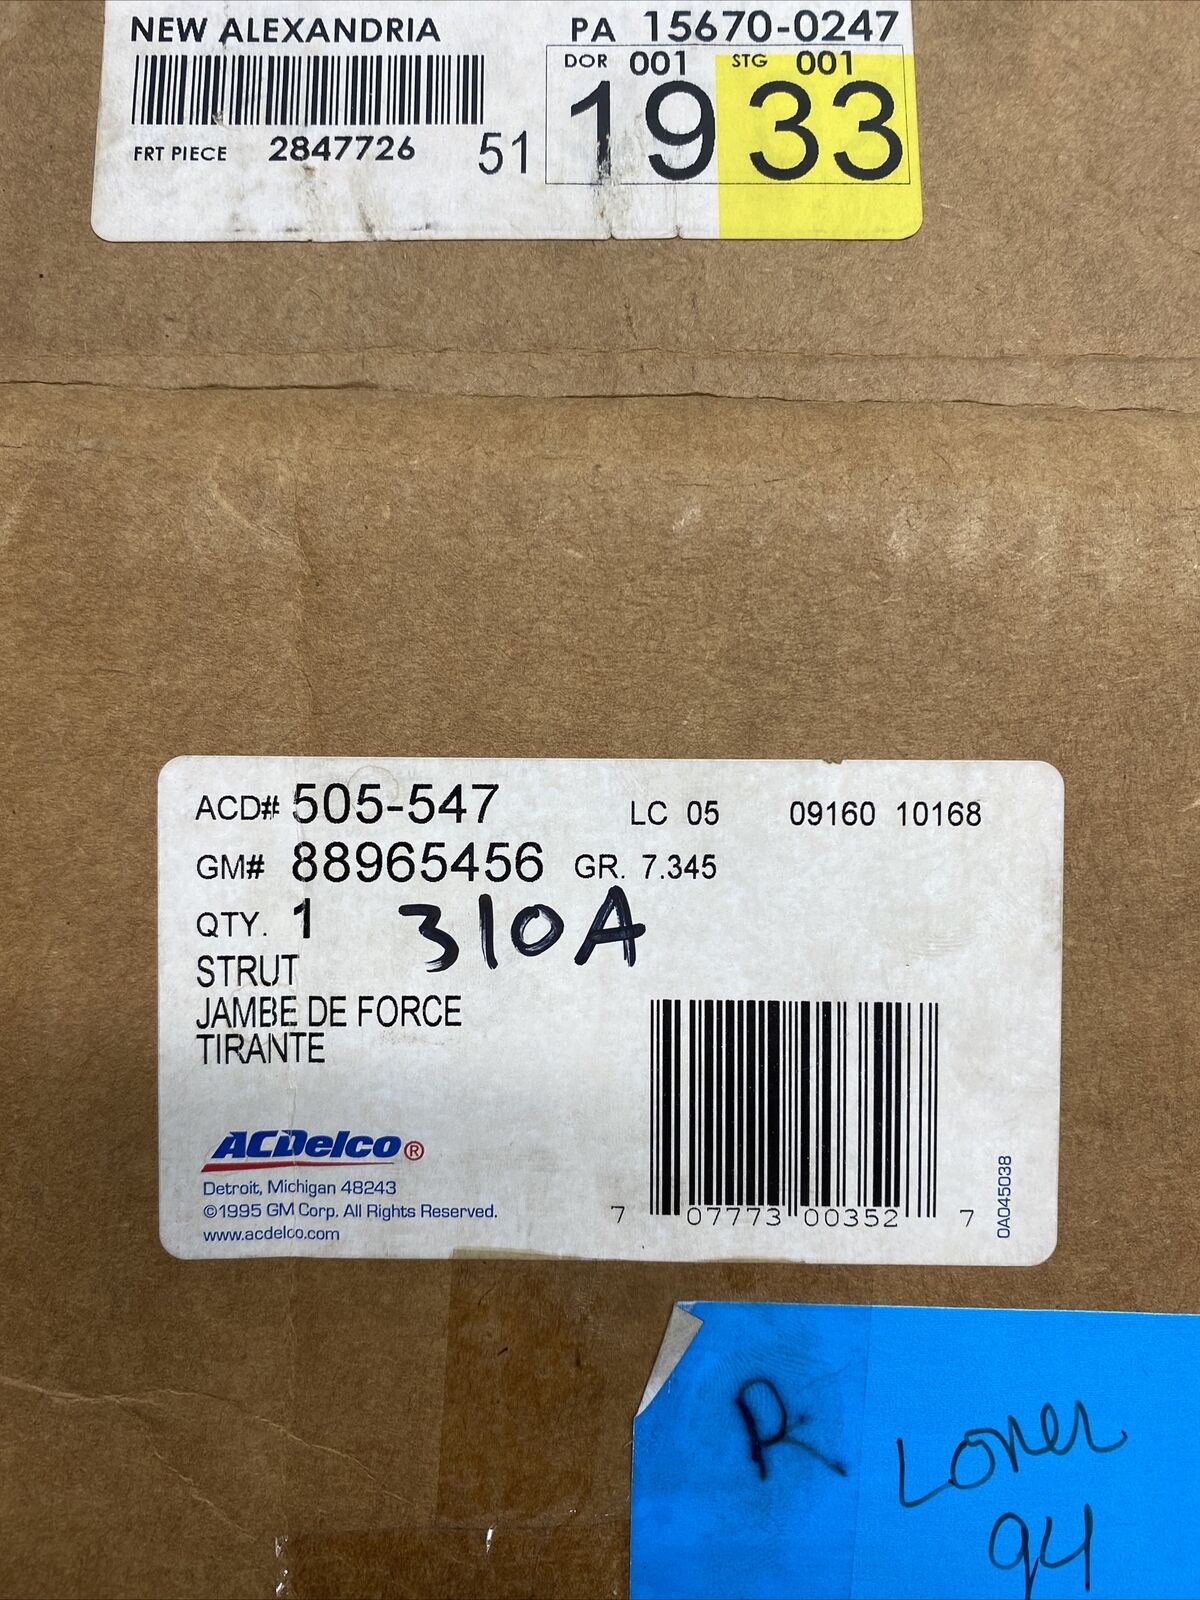 NEW ALEXANDRIA PA 15670-0247
DOR 001 STG 001
FRT PIECE 2847726 51 19 33
ACD# 505-547 LC 05 09160 10168
GM# 88965456 GR. 7.345
QTY. 1 310A
STRUT
JAMBE DE FORCE
TIRANTE
ACDelco®
Detroit, Michigan 48243
©1995 GM Corp. All Rights Reserved.
www.acdelco.com
7 07773 00352 7
0A045038
R Loner
94